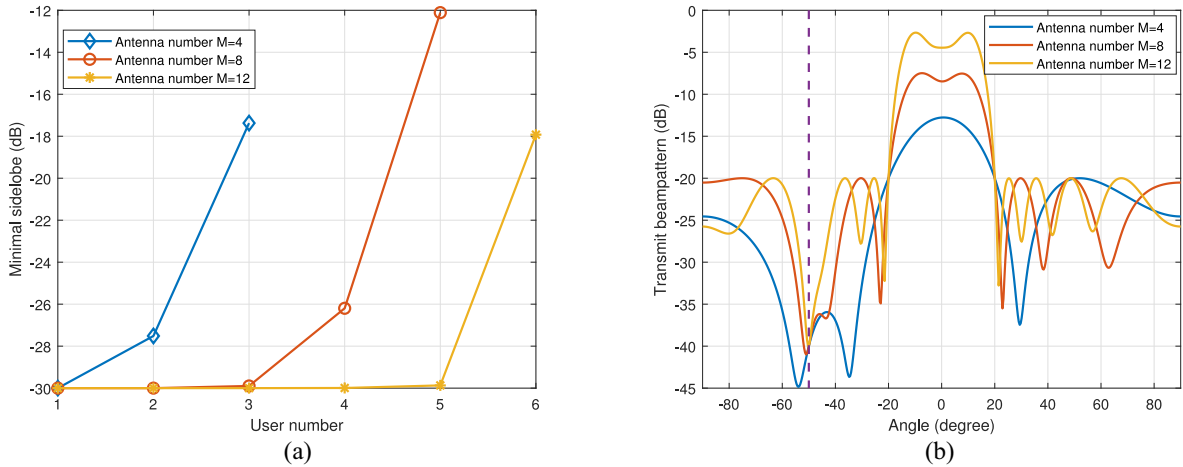 -12
-14
-16
-18
-20
-22
-24
-26
-28
-30
Minimal sidelobe (dB)
Antenna number M=4
Antenna number M=8
Antenna number M=12
1
2
3
4
5
6
User number
(a)
0
-5
-10
-15
-20
-25
-30
-35
-40
-45
Transmit beampattern (dB)
Antenna number M=4
Antenna number M=8
Antenna number M=12
-80
-60
-40
-20
0
20
40
60
80
Angle (degree)
(b)